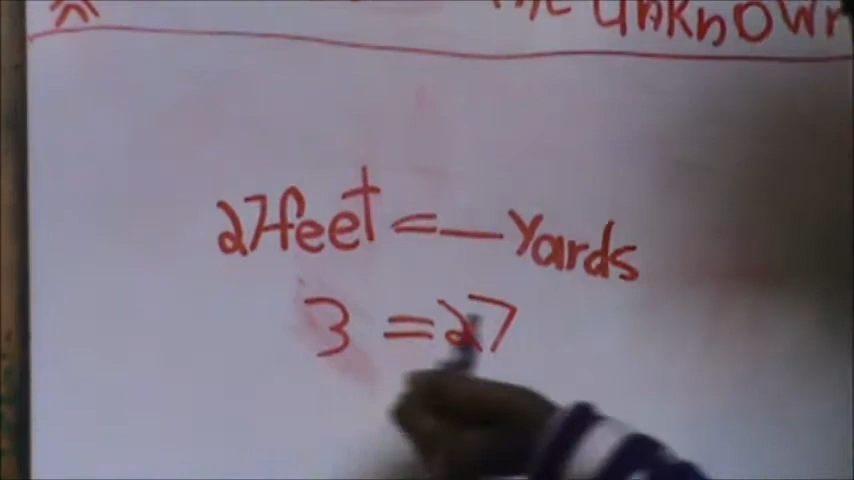 the unknown
27feet = __ Yards
3 = 27